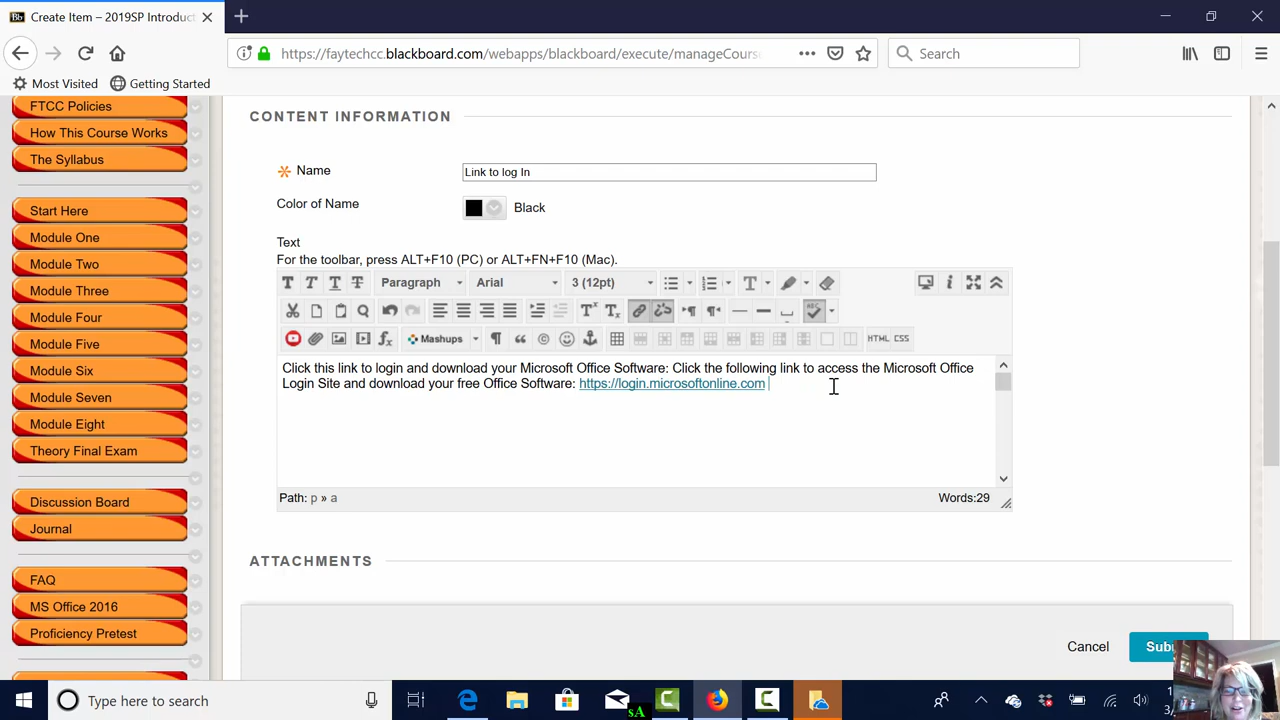 Create Item – 2019SP Introduct
https://faytechcc.blackboard.com/webapps/blackboard/execute/manageCourse
Search
Most Visited
Getting Started
FTCC Policies
How This Course Works
The Syllabus
Start Here
Module One
Module Two
Module Three
Module Four
Module Five
Module Six
Module Seven
Module Eight
Theory Final Exam
Discussion Board
Journal
FAQ
MS Office 2016
Proficiency Pretest
CONTENT INFORMATION
Name
Link to log In
Color of Name
Black
Text
For the toolbar, press ALT+F10 (PC) or ALT+FN+F10 (Mac).
T T T T Paragraph Arial 3 (12pt)
Mashups
HTML CSS
Click this link to login and download your Microsoft Office Software: Click the following link to access the Microsoft Office
Login Site and download your free Office Software: https://login.microsoftonline.com
Path: p » a
Words:29
ATTACHMENTS
Cancel
Type here to search
sA